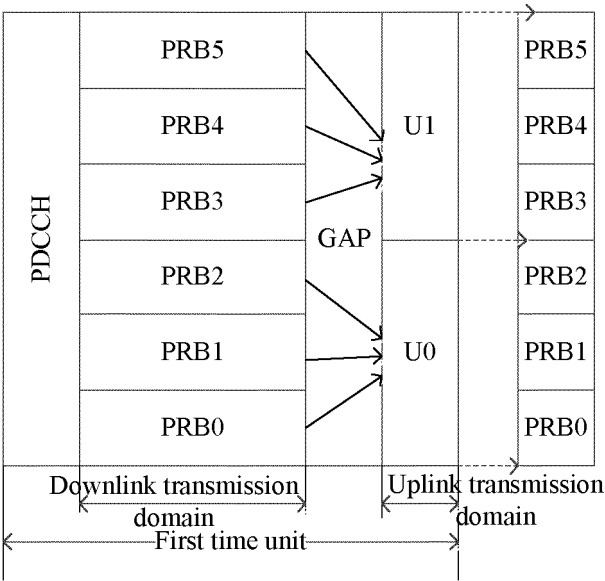 PRB5
PRB5
PRB4
U1
PRB4
PRB3
PRB3
PDCCH
GAP
PRB2
PRB2
PRB1
U0
PRB1
PRB0
PRB0
Downlink transmission
domain
Uplink transmission
domain
First time unit